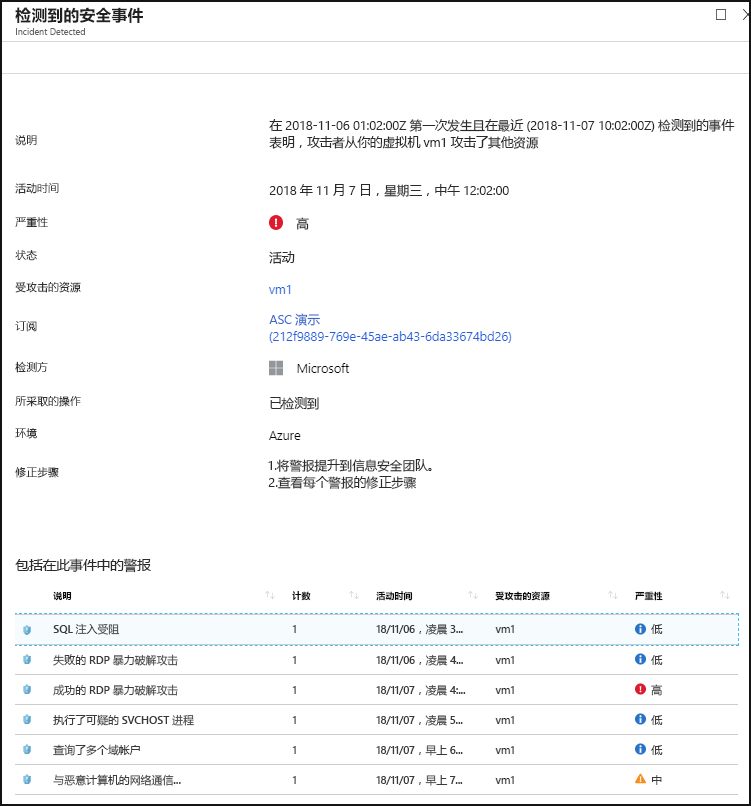 检测到的安全事件
Incident Detected
说明
在 2018-11-06 01:02:00Z 第一次发生且在最近 (2018-11-07 10:02:00Z) 检测到的事件
表明，攻击者从你的虚拟机 vm1 攻击了其他资源
活动时间
2018 年 11 月 7 日，星期三，中午 12:02:00
严重性
高
状态
活动
受攻击的资源
vm1
订阅
ASC 演示
(212f9889-769e-45ae-ab43-6da33674bd26)
检测方
Microsoft
所采取的操作
已检测到
环境
Azure
修正步骤
1.将警报提升到信息安全团队。
2.查看每个警报的修正步骤
包括在此事件中的警报
说明 计数 活动时间 受攻击的资源 严重性
SQL 注入受阻 1 18/11/06，凌晨 3... vm1 低
失败的 RDP 暴力破解攻击 1 18/11/06，凌晨 4... vm1 低
成功的 RDP 暴力破解攻击 1 18/11/07，凌晨 4:... vm1 高
执行了可疑的 SVCHOST 进程 1 18/11/07，凌晨 5... vm1 低
查询了多个域帐户 1 18/11/07，早上 6... vm1 低
与恶意计算机的网络通信... 1 18/11/07，早上 7... vm1 中